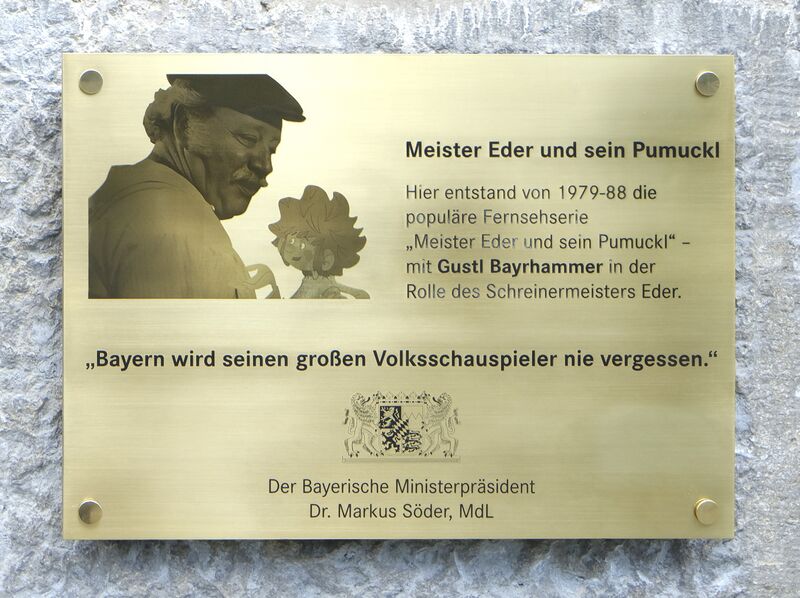 Meister Eder und sein Pumuckl
Hier entstand von 1979-88 die
populäre Fernsehserie
„Meister Eder und sein Pumuckl“ –
mit Gustl Bayrhammer in der
Rolle des Schreinermeisters Eder.
„Bayern wird seinen großen Volksschauspieler nie vergessen.“
Der Bayerische Ministerpräsident
Dr. Markus Söder, MdL